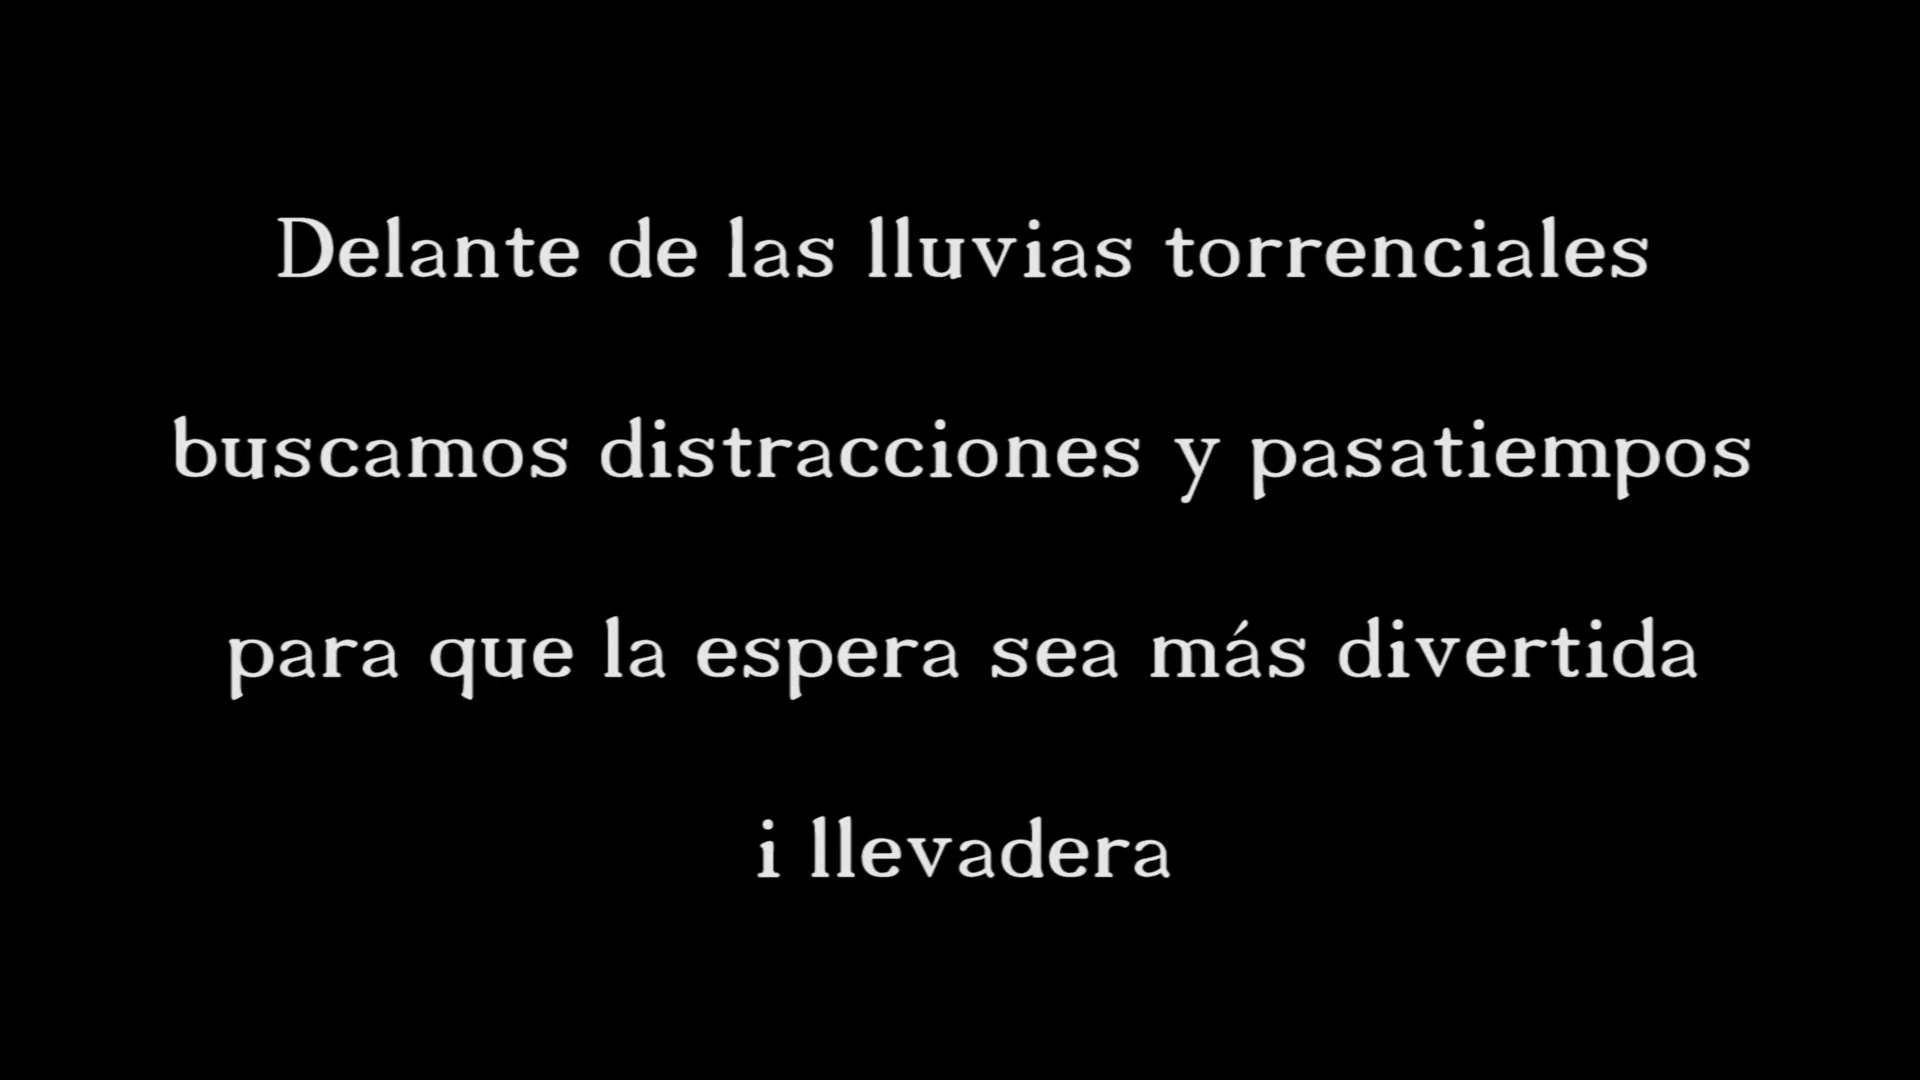 Delante de las lluvias torrenciales
buscamos distracciones y pasatiempos
para que la espera sea más divertida
i llevadera